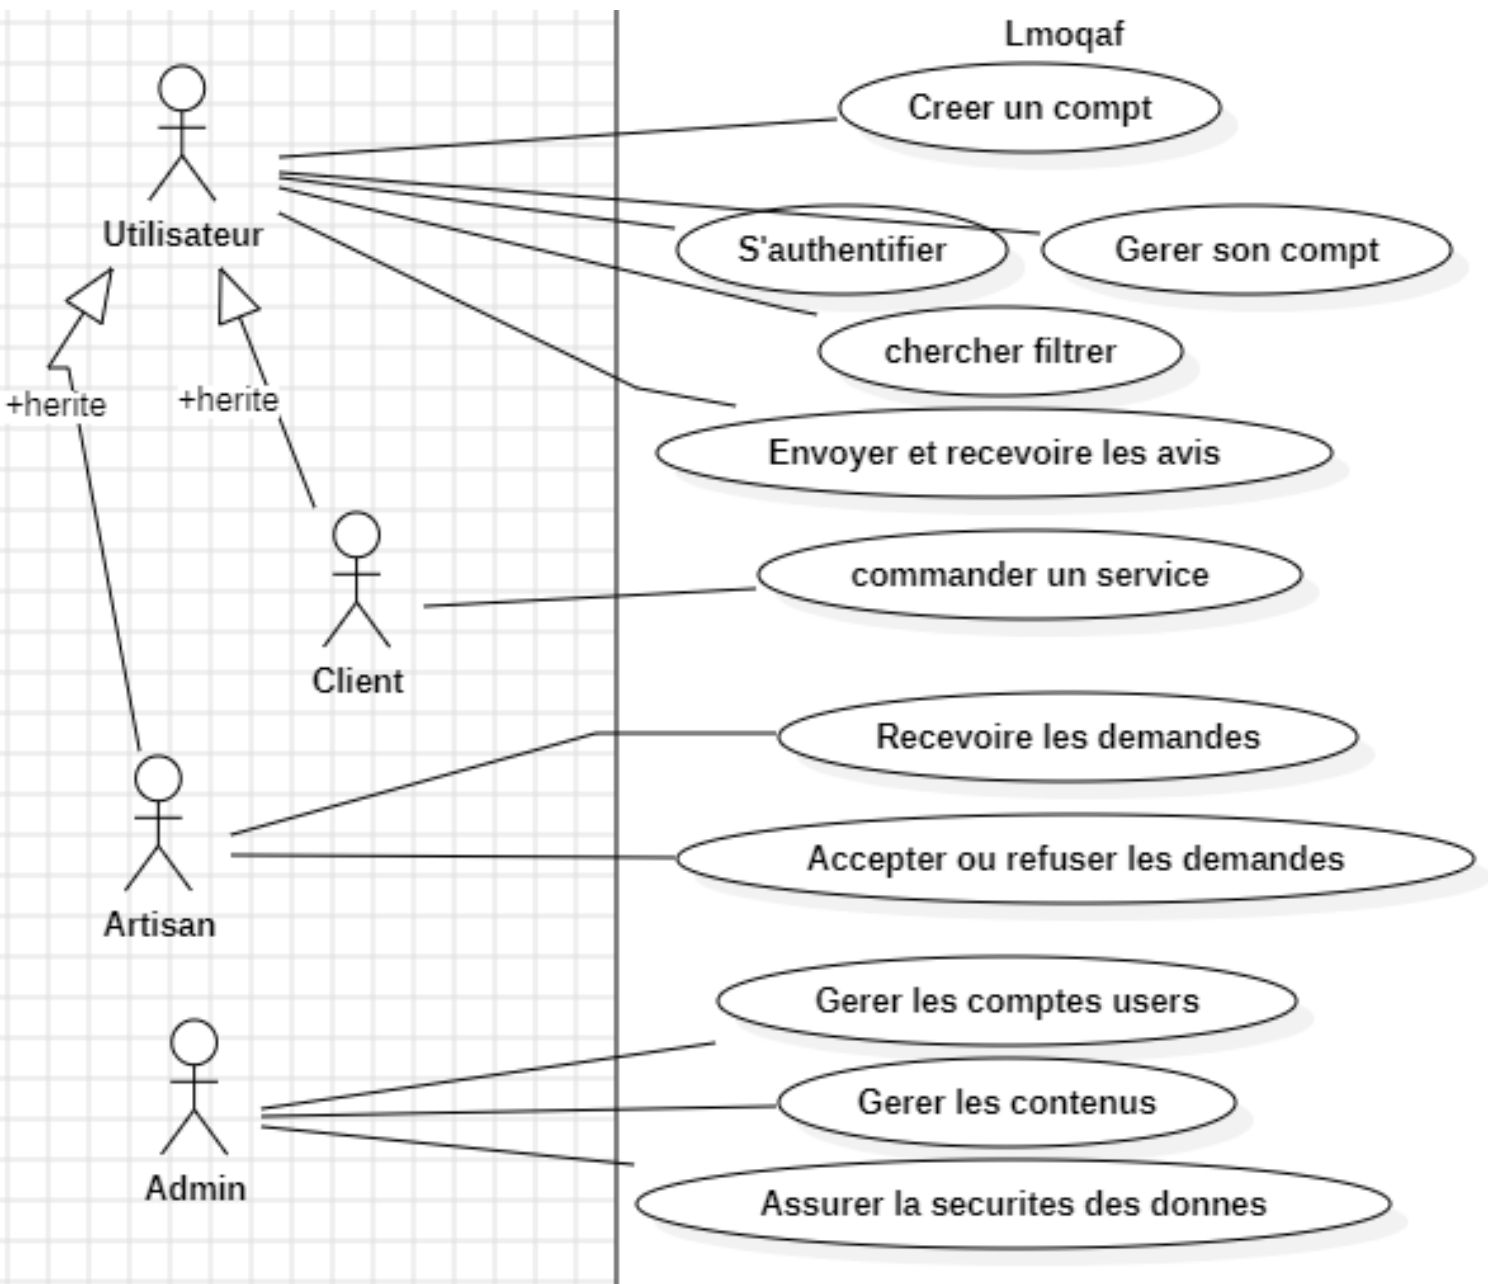 Lmoqaf
Creer un compt
Utilisateur
S'authentifier
Gerer son compt
chercher filtrer
+herite
+herite
Envoyer et recevoire les avis
commander un service
Client
Recevoire les demandes
Accepter ou refuser les demandes
Artisan
Gerer les comptes users
Gerer les contenus
Admin
Assurer la securites des donnes